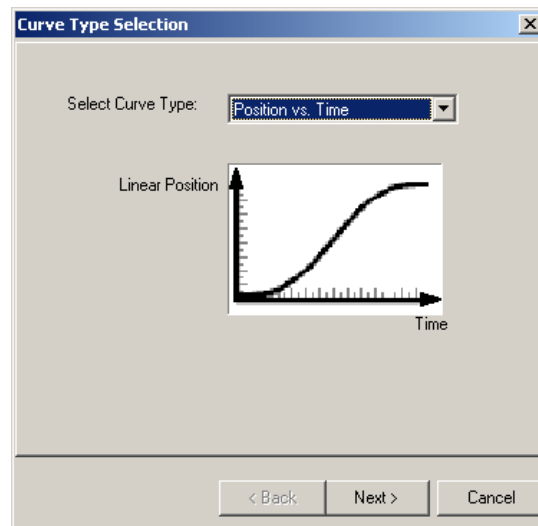 Curve Type Selection
Select Curve Type: Position vs. Time
Linear Position
Time
< Back Next > Cancel